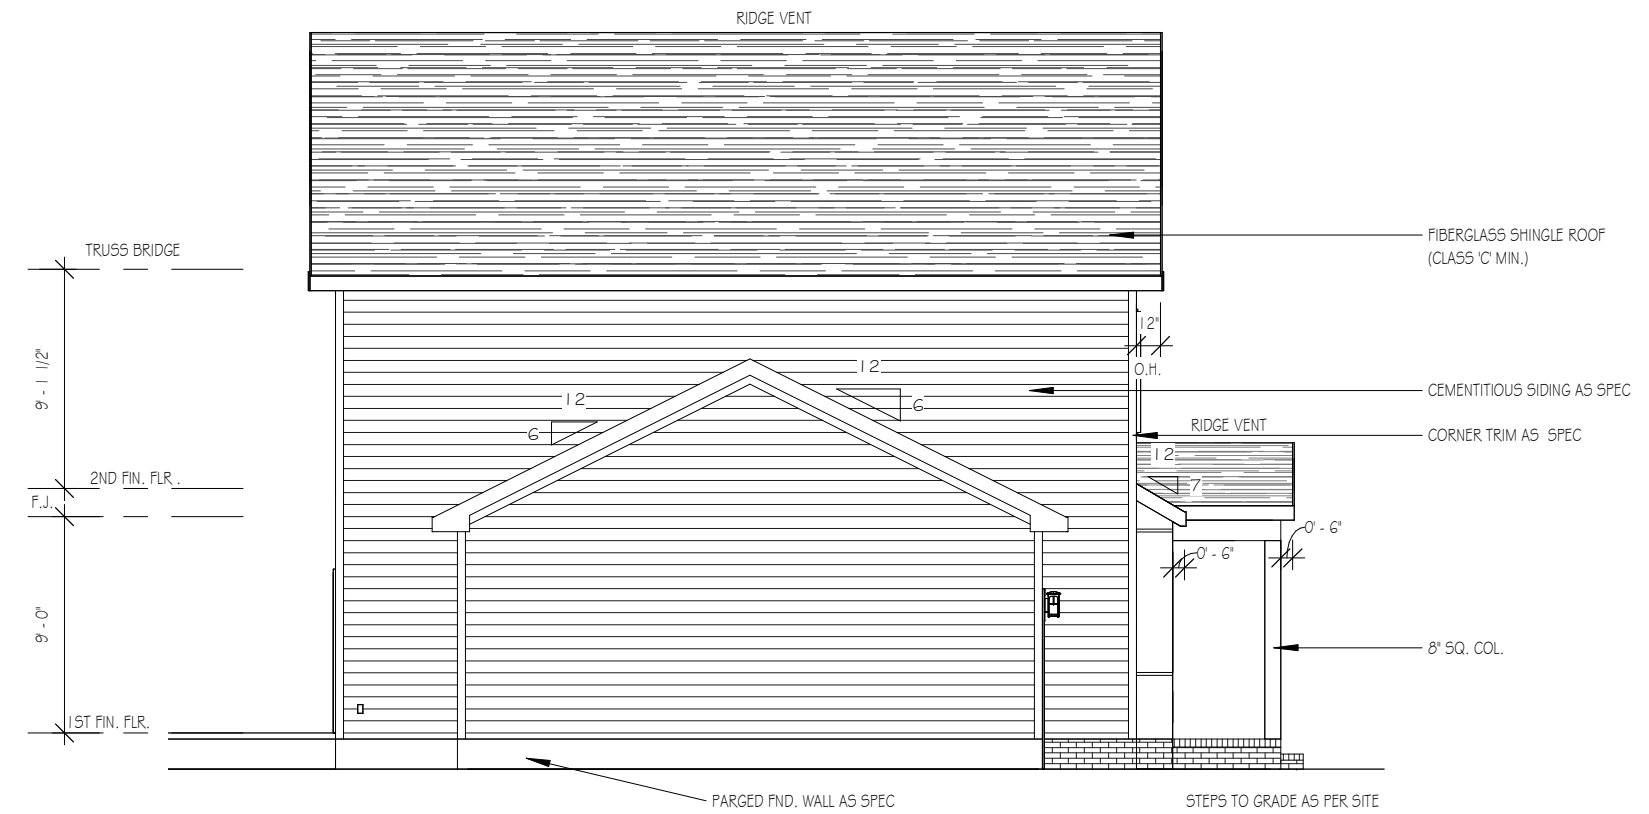 RIDGE VENT
FIBERGLASS SHINGLE ROOF
(CLASS 'C' MIN.)
TRUSS BRIDGE
9' - 1 1/2"
12"
O.H.
12
6
12
6
CEMENTITIOUS SIDING AS SPEC
RIDGE VENT
CORNER TRIM AS SPEC
12
7
2ND FIN. FLR.
F.J.
0' - 6"
0' - 6"
9' - 0"
8" SQ. COL.
1ST FIN. FLR.
PARGED FND. WALL AS SPEC
STEPS TO GRADE AS PER SITE